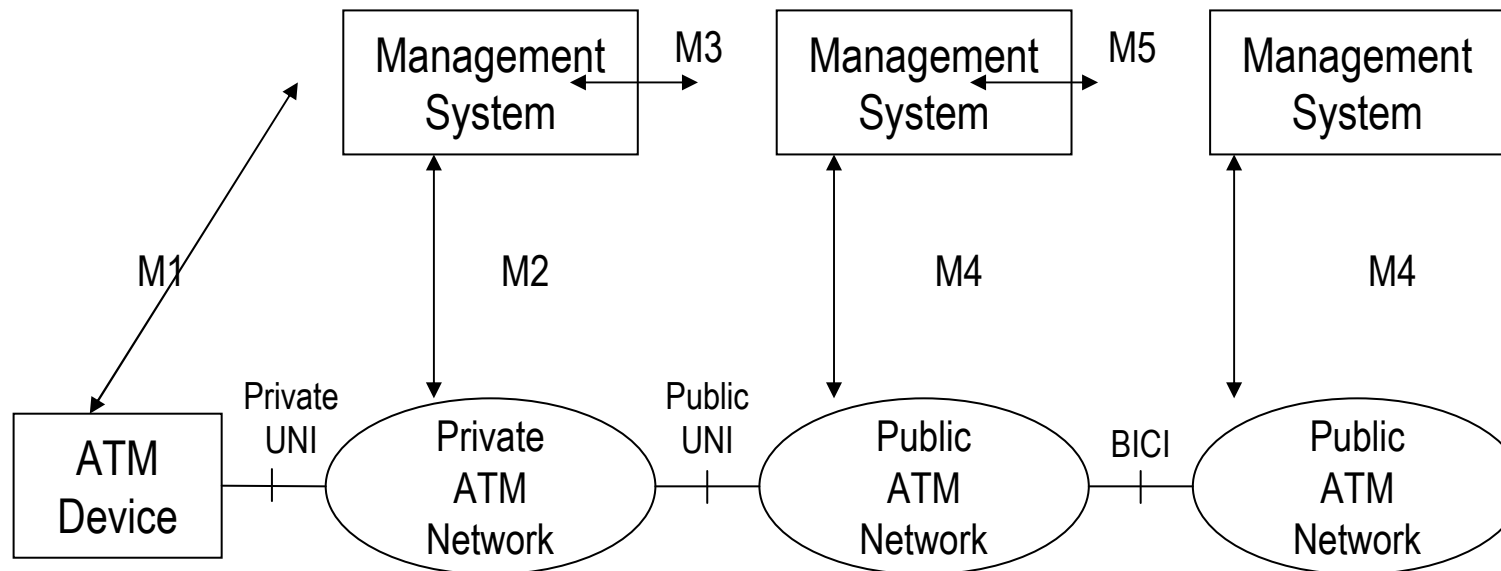 Management
System
M3
Management
System
M5
Management
System
M1
M2
M4
M4
Private
UNI
Public
UNI
BICI
ATM
Device
Private
ATM
Network
Public
ATM
Network
Public
ATM
Network